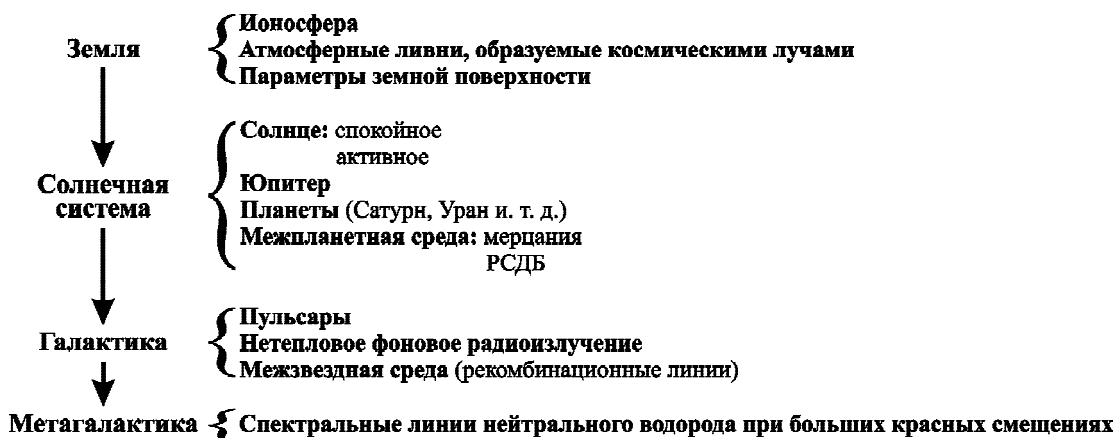 Земля
Ионосфера
Атмосферные ливни, образуемые космическими лучами
Параметры земной поверхности
Солнечная
система
Солнце: спокойное
активное
Юпитер
Планеты (Сатурн, Уран и. т. д.)
Межпланетная среда: мерцания
РСДБ
Галактика
Пульсары
Нетепловое фоновое радиоизлучение
Межзвездная среда (рекомбинационные линии)
Метагалактика
Спектральные линии нейтрального водорода при больших красных смещениях